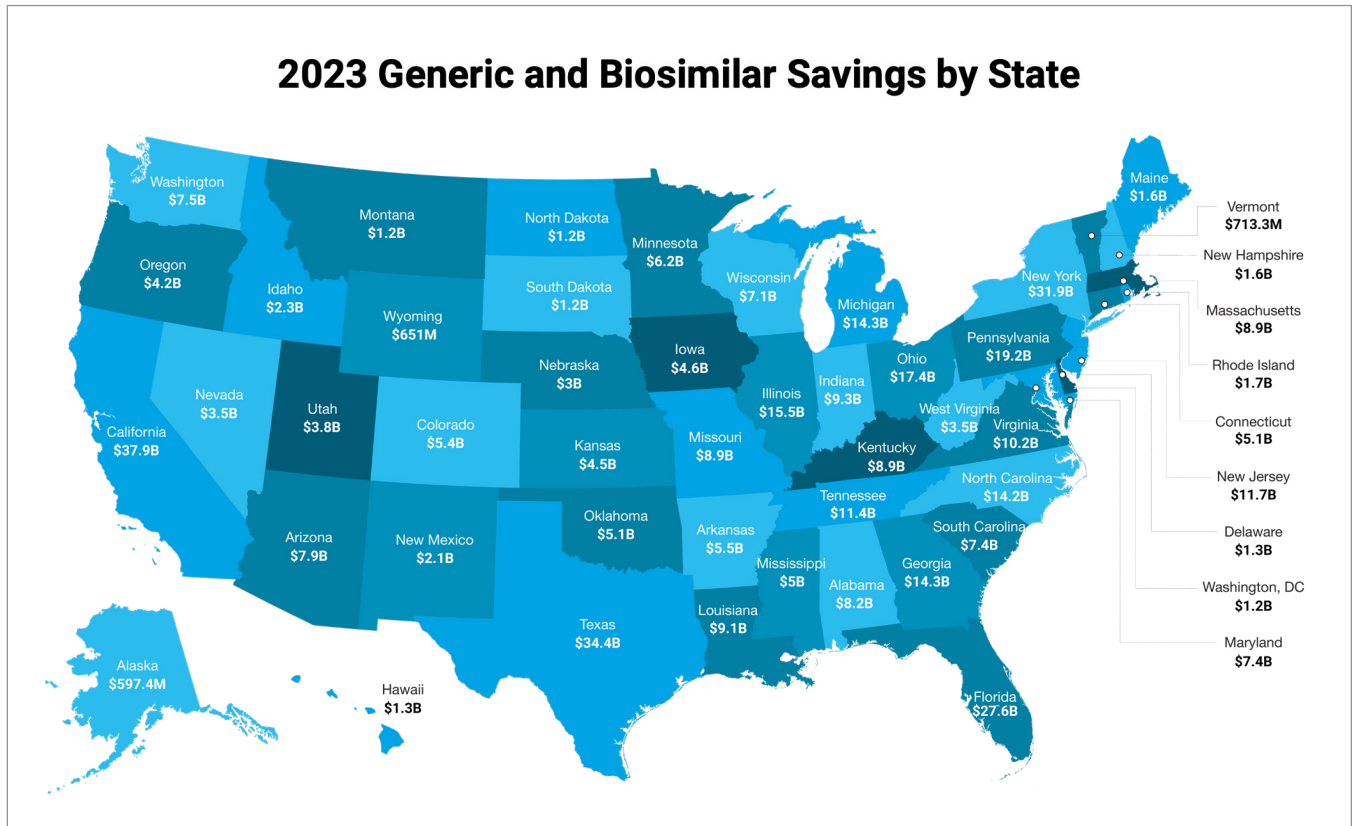 2023 Generic and Biosimilar Savings by State
Washington
$7.5B
Oregon
$4.2B
California
$37.9B
Nevada
$3.5B
Idaho
$2.3B
Montana
$1.2B
Wyoming
$651M
Utah
$3.8B
Colorado
$5.4B
Arizona
$7.9B
New Mexico
$2.1B
North Dakota
$1.2B
South Dakota
$1.2B
Nebraska
$3B
Kansas
$4.5B
Oklahoma
$5.1B
Texas
$34.4B
Minnesota
$6.2B
Iowa
$4.6B
Missouri
$8.9B
Arkansas
$5.5B
Louisiana
$9.1B
Wisconsin
$7.1B
Illinois
$15.5B
Michigan
$14.3B
Indiana
$9.3B
Ohio
$17.4B
Kentucky
$8.9B
Tennessee
$11.4B
Mississippi
$5B
Alabama
$8.2B
Georgia
$14.3B
Florida
$27.6B
South Carolina
$7.4B
North Carolina
$14.2B
Virginia
$10.2B
West Virginia
$3.5B
Pennsylvania
$19.2B
New York
$31.9B
Maine
$1.6B
Vermont
$713.3M
New Hampshire
$1.6B
Massachusetts
$8.9B
Rhode Island
$1.7B
Connecticut
$5.1B
New Jersey
$11.7B
Delaware
$1.3B
Washington, DC
$1.2B
Maryland
$7.4B
Alaska
$597.4M
Hawaii
$1.3B